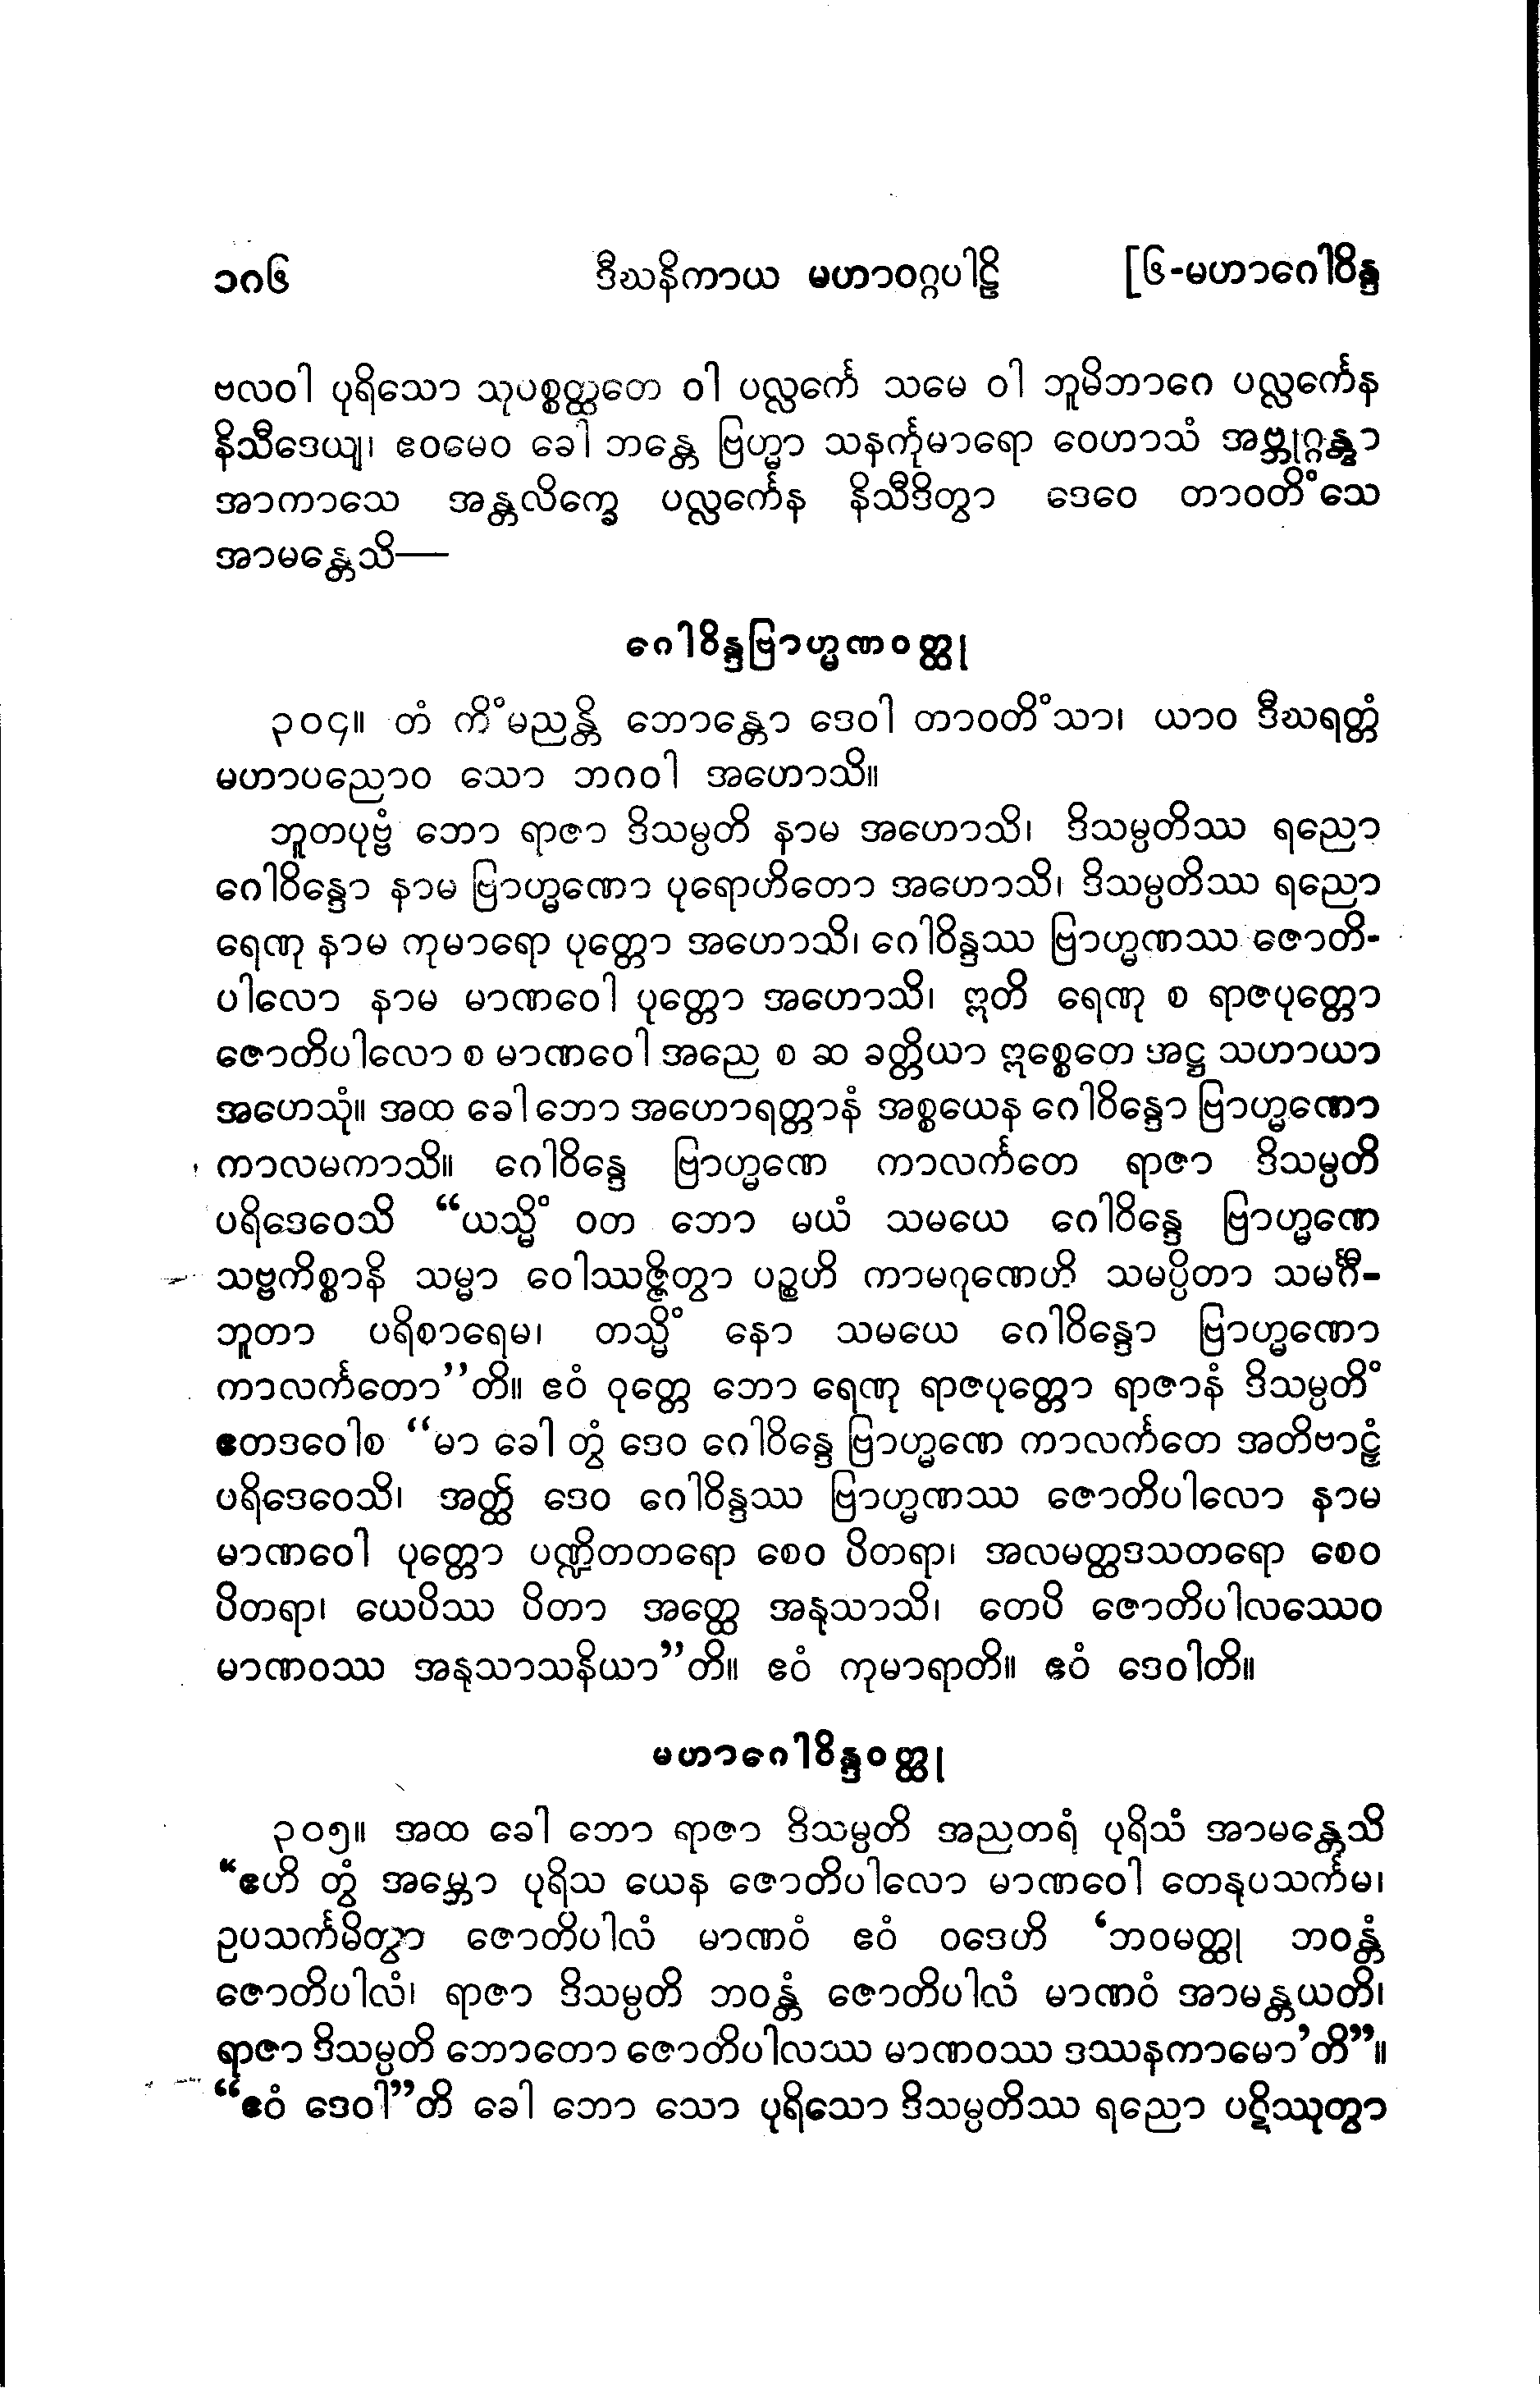 ၁၈၆ ဒီဃနိကာယ မဟာဝဂ္ဂပါဠိ [၆-မဟာဂေါဝိန္ဒ
ဗလဝါ ပုရိသော သုပစ္စတ္ထတေ ဝါ ပလ္လင်္ကေ သမေ ဝါ ဘူမိဘာဂေ ပလ္လင်္ကေန
နိသီဒေယျ၊ ဧဝမေဝ ခေါ ဘန္တေ ဗြဟ္မာ သနင်္ကုမာရော ဝေဟာသံ အဗ္ဘုဂ္ဂန္တွာ
အာကာသေ အန္တလိက္ခေ ပလ္လင်္ကေန နိသီဒိတွာ ဒေဝေ တာဝတိံသေ
အာမန္တေသိ—
ဂေါဝိန္ဒဗြာဟ္မဏဝတ္ထု
၃၀၄။ တံ ကိံမညန္တိ ဘောန္တော ဒေဝါ တာဝတိံသာ၊ ယာဝ ဒီဃရတ္တံ
မဟာပညောဝ သော ဘဂဝါ အဟောသိ။
ဘူတပုဗ္ဗံ ဘော ရာဇာ ဒိသမ္ပတိ နာမ အဟောသိ၊ ဒိသမ္ပတိဿ ရညော
ဂေါဝိန္ဒော နာမ ဗြာဟ္မဏော ပုရောဟိတော အဟောသိ၊ ဒိသမ္ပတိဿ ရညော
ရေဏု နာမ ကုမာရော ပုတ္တော အဟောသိ၊ ဂေါဝိန္ဒဿ ဗြာဟ္မဏဿ ဇောတိ-
ပါလော နာမ မာဏဝေါ ပုတ္တော အဟောသိ၊ ဣတိ ရေဏု စ ရာဇပုတ္တော
ဇောတိပါလော စ မာဏဝေါ အညေ စ ဆ ခတ္တိယာ ဣစ္စေတေ အဋ္ဌ သဟာယာ
အဟေသုံ။ အထ ခေါ ဘော အဟောရတ္တာနံ အစ္စယေန ဂေါဝိန္ဒော ဗြာဟ္မဏော
ကာလမကာသိ။ ဂေါဝိန္ဒေ ဗြာဟ္မဏေ ကာလင်္ကတေ ရာဇာ ဒိသမ္ပတိ
ပရိဒေဝေသိ “ယသ္မိံ ဝတ ဘော မယံ သမယေ ဂေါဝိန္ဒေ ဗြာဟ္မဏေ
သဗ္ဗကိစ္စာနိ သမ္မာ ဝေါဿဇ္ဇိတွာ ပဉ္စဟိ ကာမဂုဏေဟိ သမပ္ပိတာ သမင်္ဂီ-
ဘူတာ ပရိစာရေမ၊ တသ္မိံ နော သမယေ ဂေါဝိန္ဒော ဗြာဟ္မဏော
ကာလင်္ကတော’’တိ။ ဧဝံ ဝုတ္တေ ဘော ရေဏု ရာဇပုတ္တော ရာဇာနံ ဒိသမ္ပတိံ
ဧတဒဝေါစ “မာ ခေါ တွံ ဒေဝ ဂေါဝိန္ဒေ ဗြာဟ္မဏေ ကာလင်္ကတေ အတိဗာဠှံ
ပရိဒေဝေသိ၊ အတ္ထိ ဒေဝ ဂေါဝိန္ဒဿ ဗြာဟ္မဏဿ ဇောတိပါလော နာမ
မာဏဝေါ ပုတ္တော ပဏ္ဍိတတရော စေဝ ပိတရာ၊ အလမတ္ထဒသတရော စေဝ
ပိတရာ၊ ယေပိဿ ပိတာ အတ္ထေ အနုသာသိ၊ တေပိ ဇောတိပါလဿေဝ
မာဏဝဿ အနုသာသနိယာ”တိ။ ဧဝံ ကုမာရာတိ။ ဧဝံ ဒေဝါတိ။
မဟာဂေါဝိန္ဒဝတ္ထု
၃၀၅။ အထ ခေါ ဘော ရာဇာ ဒိသမ္ပတိ အညတရံ ပုရိသံ အာမန္တေသိ
“ဧဟိ တွံ အမ္ဘော ပုရိသ ယေန ဇောတိပါလော မာဏဝေါ တေနုပသင်္ကမ၊
ဥပသင်္ကမိတွာ ဇောတိပါလံ မာဏဝံ ဧဝံ ဝဒေဟိ ‘ဘဝမတ္ထု ဘဝန္တံ
ဇောတိပါလံ၊ ရာဇာ ဒိသမ္ပတိ ဘဝန္တံ ဇောတိပါလံ မာဏဝံ အာမန္တယတိ၊
ရာဇာ ဒိသမ္ပတိ ဘောတော ဇောတိပါလဿ မာဏဝဿ ဒဿနကာမော’တိ”။
“ဧဝံ ဒေဝါ”တိ ခေါ ဘော သော ပုရိသော ဒိသမ္ပတိဿ ရညော ပဋိဿုတွာ